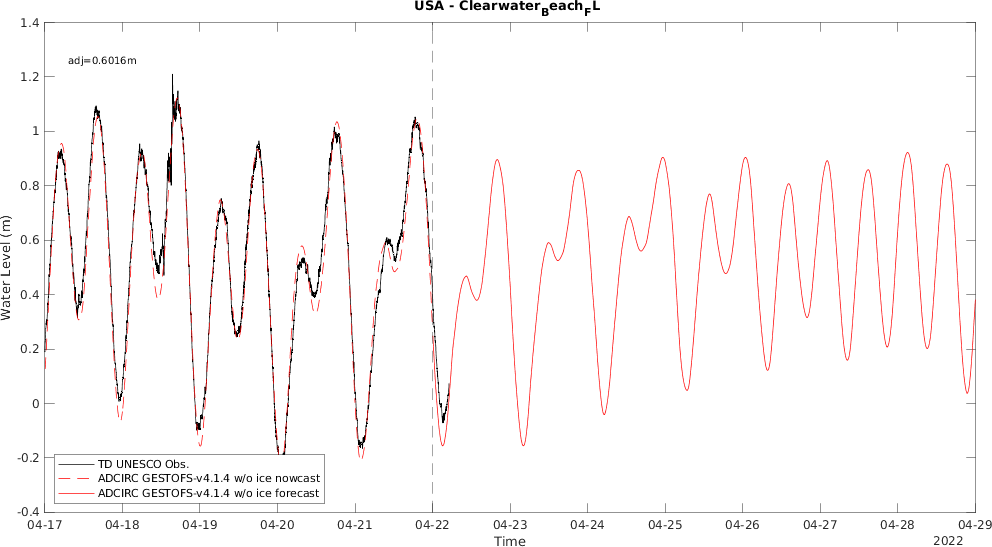 USA - Clearwater_Beach_FL
1.4
adj=0.6016m
1.2
1
0.8
0.6
0.4
0.2
0
-0.2
-0.4
Water Level (m)
TD UNESCO Obs.
ADCIRC GESTOFS-v4.1.4 w/o ice nowcast
ADCIRC GESTOFS-v4.1.4 w/o ice forecast
04-17 04-18 04-19 04-20 04-21 04-22 04-23 04-24 04-25 04-26 04-27 04-28 04-29
Time
2022